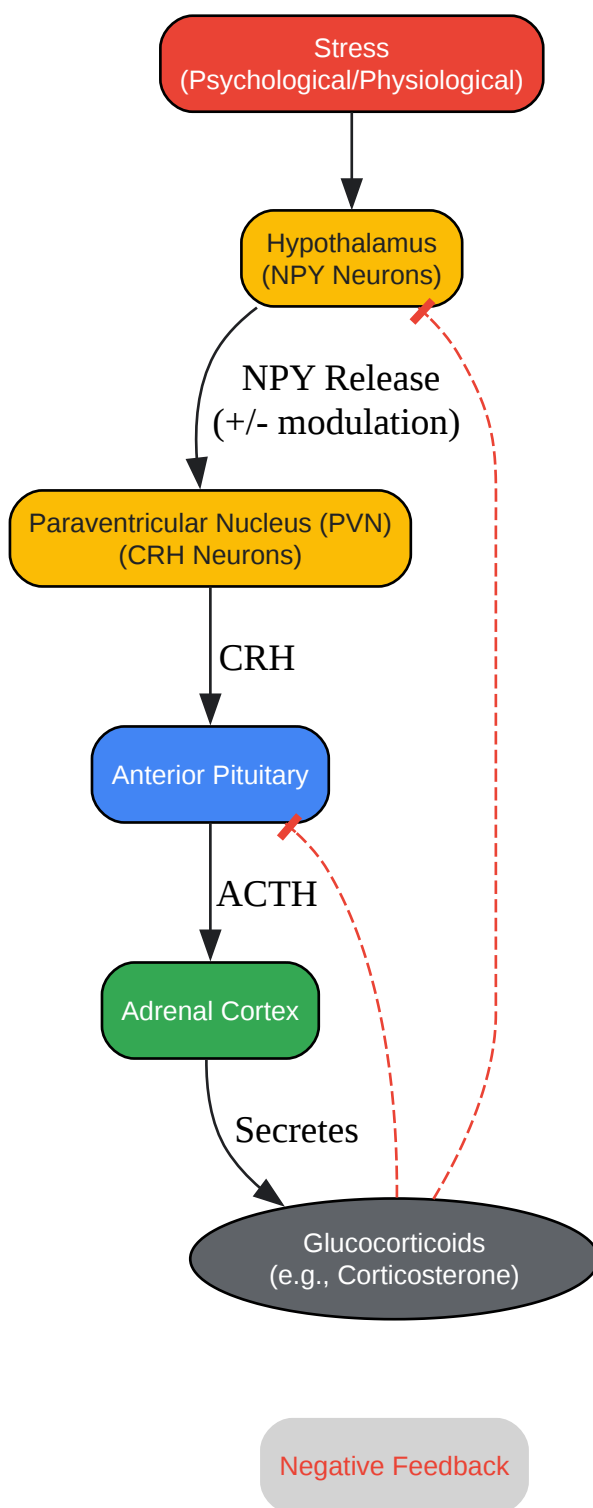 Stress
(Psychological/Physiological)
Hypothalamus
(NPY Neurons)
NPY Release
(+/- modulation)
Paraventricular Nucleus (PVN)
(CRH Neurons)
CRH
Anterior Pituitary
ACTH
Adrenal Cortex
Secretes
Glucocorticoids
(e.g., Corticosterone)
Negative Feedback